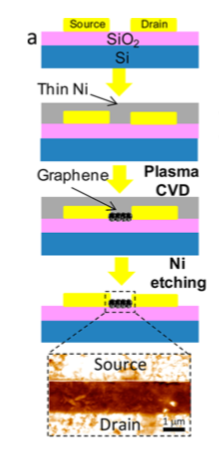 Source Drain
a
SiO₂
Si
Thin Ni
Graphene
Plasma
CVD
Ni
etching
Source
Drain
1 μm